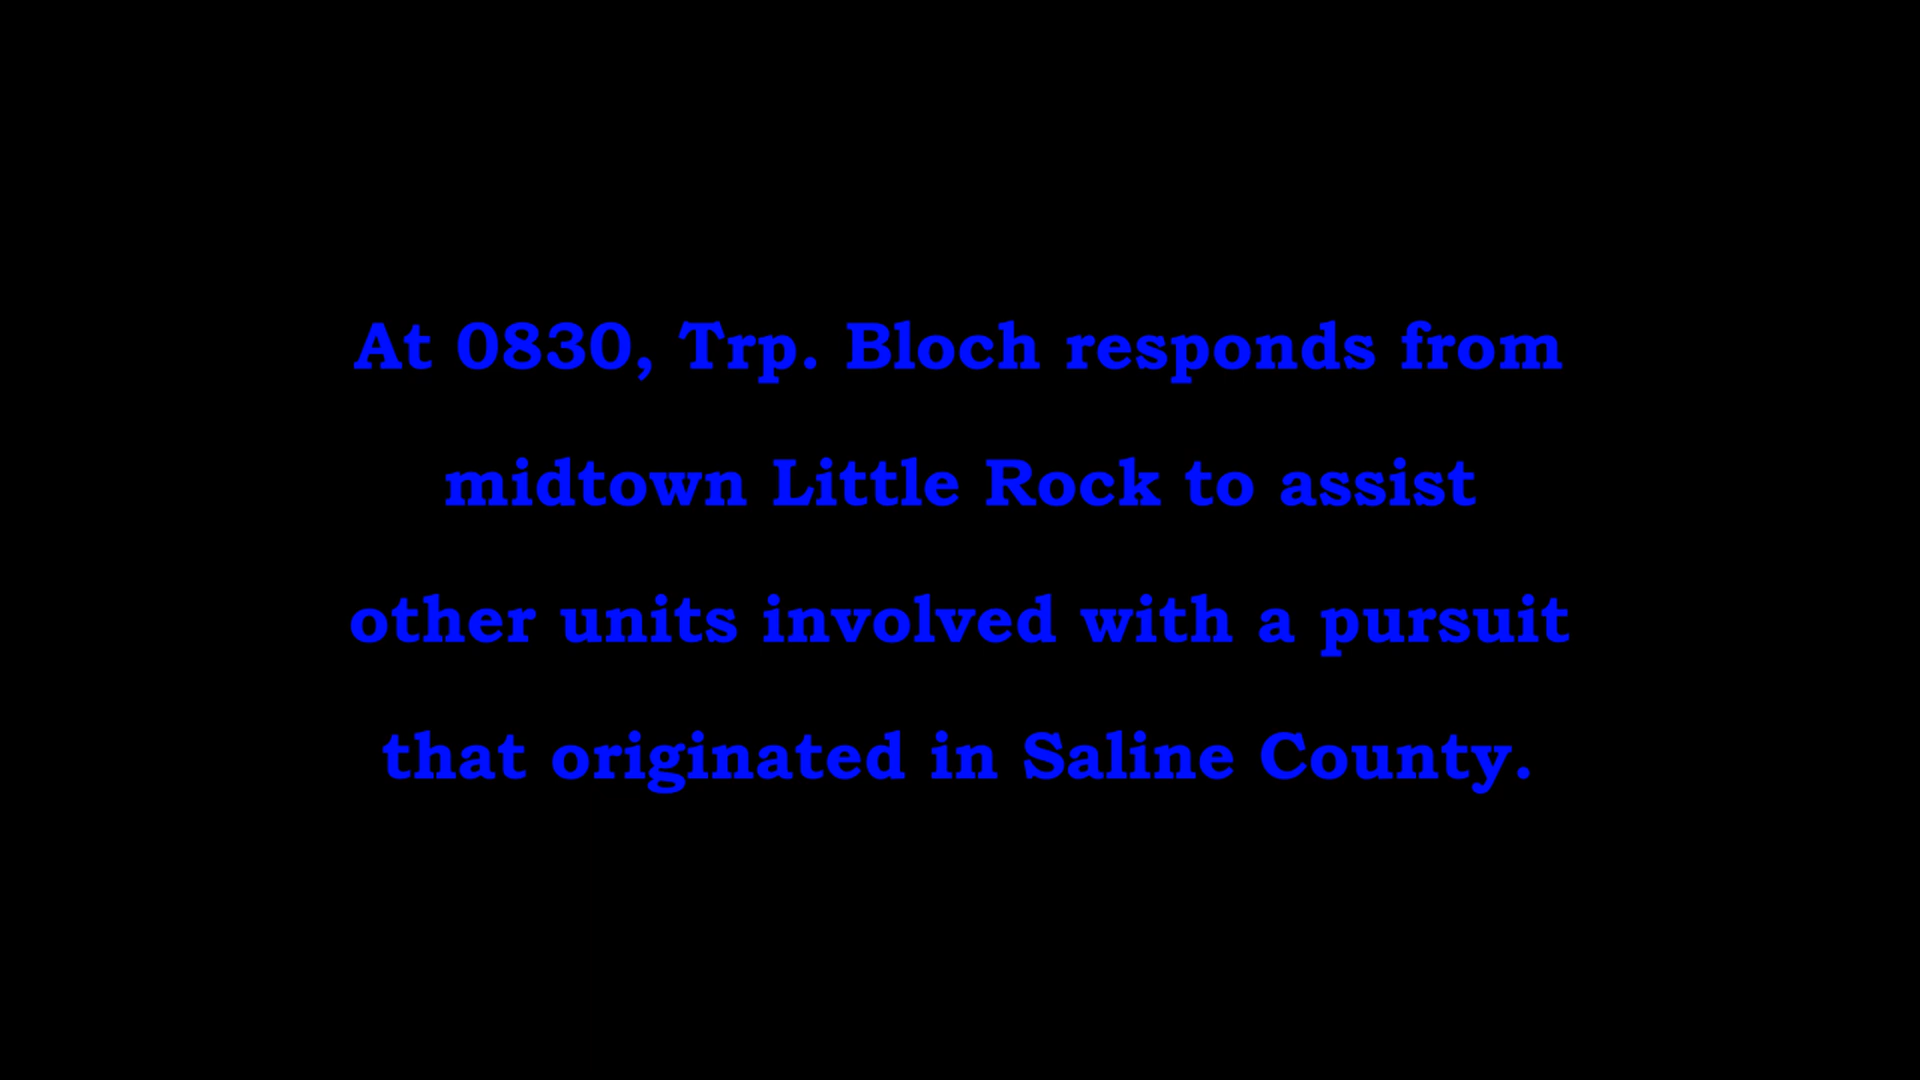 At 0830, Trp. Bloch responds from
midtown Little Rock to assist
other units involved with a pursuit
that originated in Saline County.